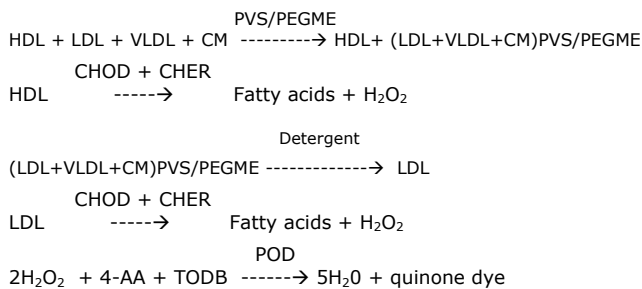 PVS/PEGME
HDL + LDL + VLDL + CM ---------→ HDL+ (LDL+VLDL+CM)PVS/PEGME
CHOD + CHER
HDL -----→ Fatty acids + H₂O₂
Detergent
(LDL+VLDL+CM)PVS/PEGME -------------→ LDL
CHOD + CHER
LDL -----→ Fatty acids + H₂O₂
POD
2H₂O₂ + 4-AA + TODB ------→ 5H₂0 + quinone dye